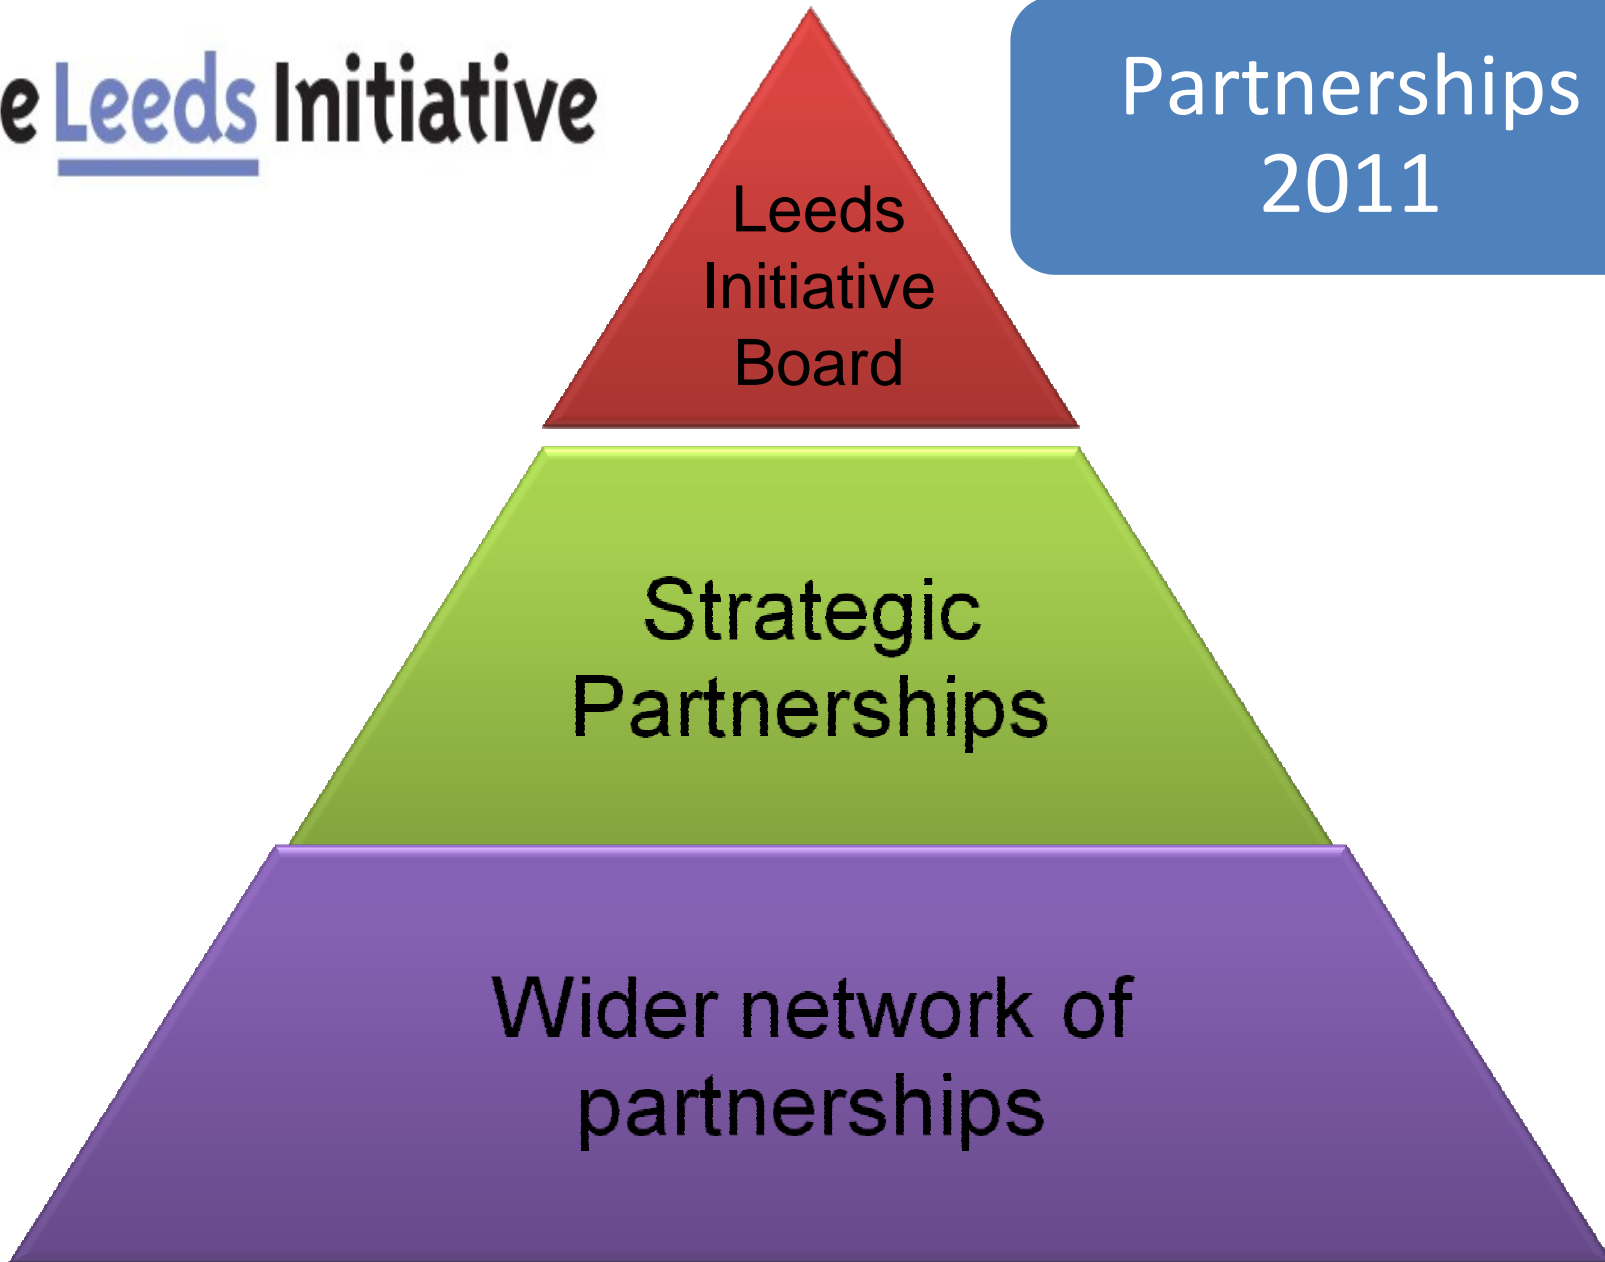 e Leeds Initiative
Partnerships
2011
Leeds
Initiative
Board
Strategic
Partnerships
Wider network of
partnerships